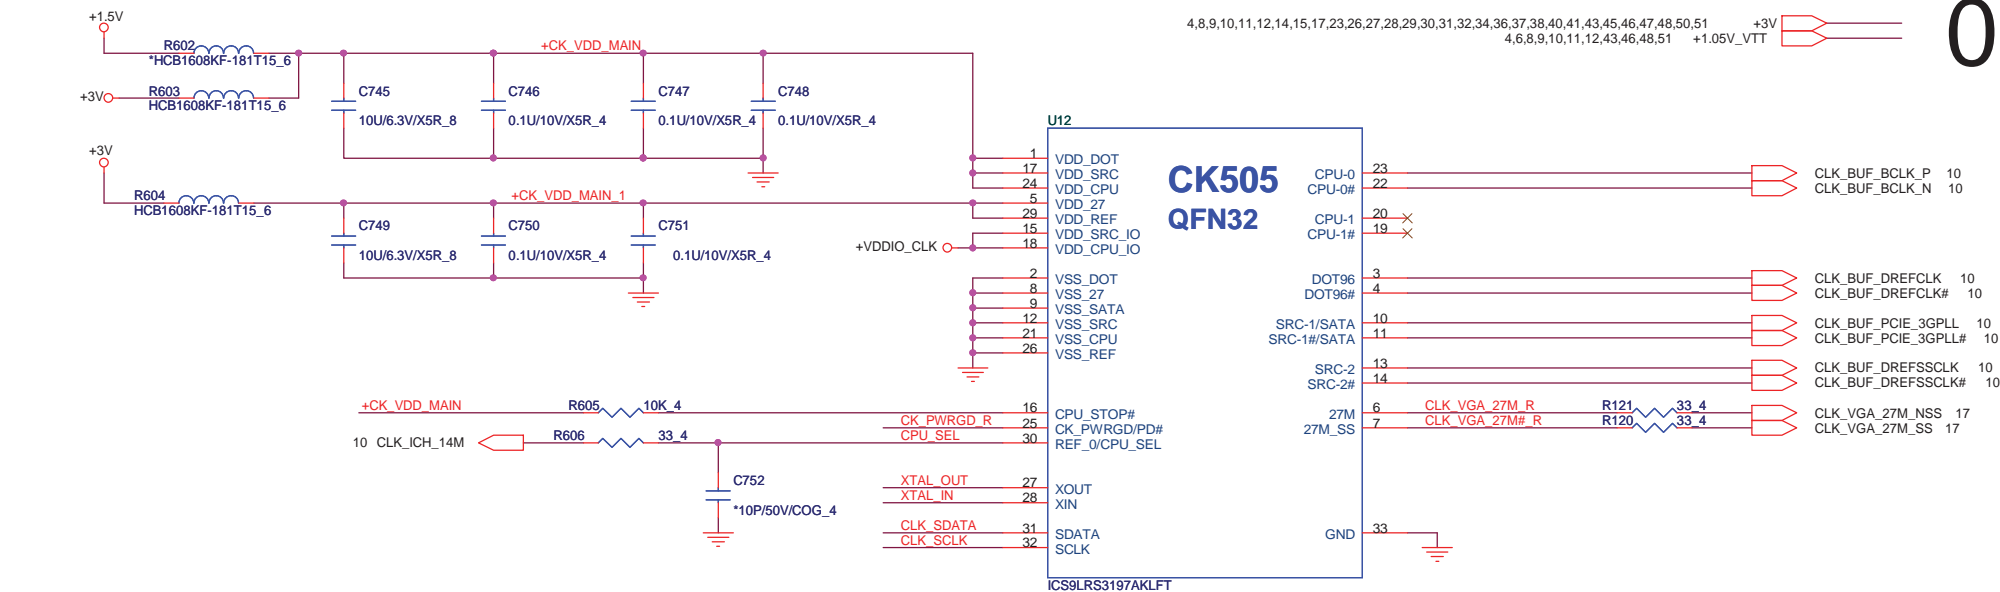 +1.5V
R602
*HCB1608KF-181T15_6
+CK_VDD_MAIN
+3V
R603
HCB1608KF-181T15_6
C745
10U/6.3V/X5R_8
C746
0.1U/10V/X5R_4
C747
0.1U/10V/X5R_4
C748
0.1U/10V/X5R_4
4,8,9,10,11,12,14,15,17,23,26,27,28,29,30,31,32,34,36,37,38,40,41,43,45,46,47,48,50,51 +3V
4,6,8,9,10,11,12,43,46,48,51 +1.05V_VTT
0
+3V
R604
HCB1608KF-181T15_6
+CK_VDD_MAIN_1
C749
10U/6.3V/X5R_8
C750
0.1U/10V/X5R_4
C751
0.1U/10V/X5R_4
+VDDIO_CLK
U12
CK505
QFN32
1 VDD_DOT
17 VDD_SRC
24 VDD_CPU
5 VDD_27
29 VDD_REF
15 VDD_SRC_IO
18 VDD_CPU_IO
2 VSS_DOT
8 VSS_27
9 VSS_SATA
12 VSS_SRC
21 VSS_CPU
26 VSS_REF
+CK_VDD_MAIN R605 10K_4 16 CPU_STOP#
CK_PWRGD_R 25 CK_PWRGD/PD#
10 CLK_ICH_14M R606 33_4 CPU_SEL 30 REF_0/CPU_SEL
C752
*10P/50V/COG_4
XTAL_OUT 27 XOUT
XTAL_IN 28 XIN
CLK_SDATA 31 SDATA
CLK_SCLK 32 SCLK
CPU-0 23 CLK_BUF_BCLK_P 10
CPU-0# 22 CLK_BUF_BCLK_N 10
CPU-1 20
CPU-1# 19
DOT96 3 CLK_BUF_DREFCLK 10
DOT96# 4 CLK_BUF_DREFCLK# 10
SRC-1/SATA 10 CLK_BUF_PCIE_3GPLL 10
SRC-1#/SATA 11 CLK_BUF_PCIE_3GPLL# 10
SRC-2 13 CLK_BUF_DREFSSCLK 10
SRC-2# 14 CLK_BUF_DREFSSCLK# 10
27M 6 CLK_VGA_27M_R R121 33_4 CLK_VGA_27M_NSS 17
27M_SS 7 CLK_VGA_27M#_R R120 33_4 CLK_VGA_27M_SS 17
GND 33
ICS9LRS3197AKLFT